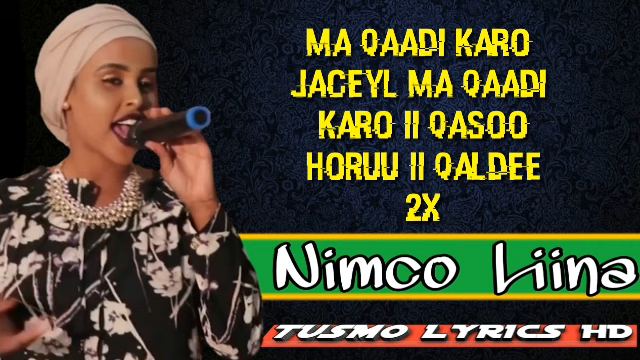 MA QAADI KARO
JACEYL MA QAADI
KARO II QASOO
HORUU II QALDEE
2X
Nimco Liina
TUSMO LYRICS HD